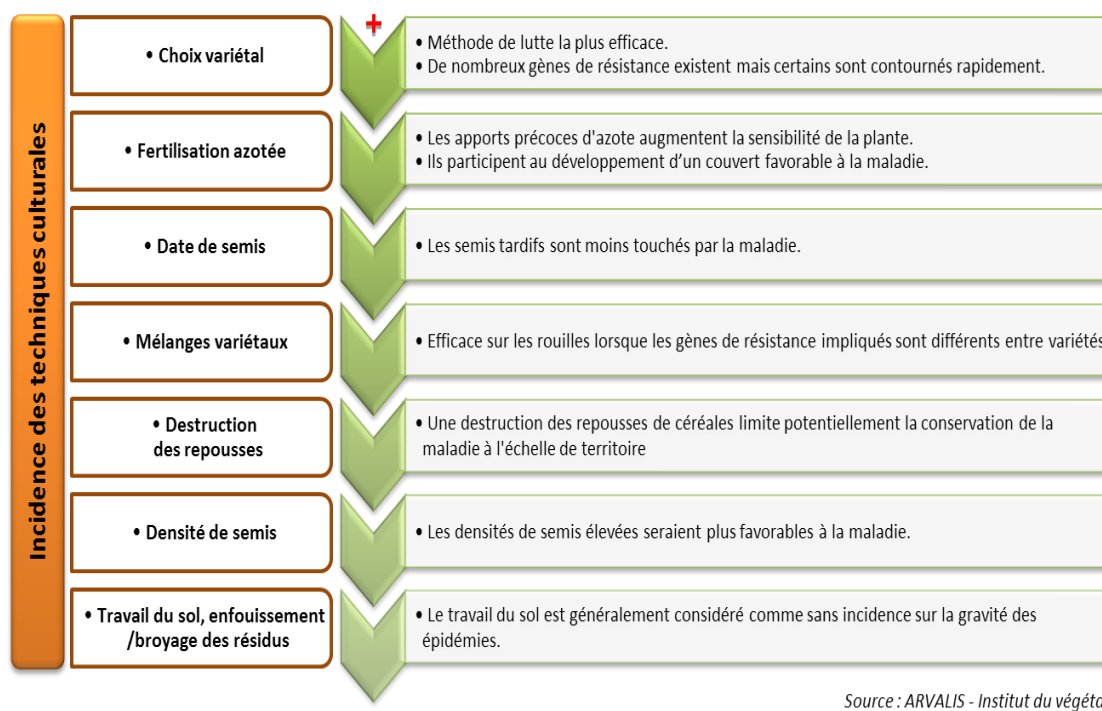 Incidence des techniques culturales
• Choix variétal
+
• Méthode de lutte la plus efficace.
• De nombreux gènes de résistance existent mais certains sont contournés rapidement.
• Fertilisation azotée
• Les apports précoces d'azote augmentent la sensibilité de la plante.
• Ils participent au développement d’un couvert favorable à la maladie.
• Date de semis
• Les semis tardifs sont moins touchés par la maladie.
• Mélanges variétaux
• Efficace sur les rouilles lorsque les gènes de résistance impliqués sont différents entre variétés
• Destruction
des repousses
• Une destruction des repousses de céréales limite potentiellement la conservation de la
maladie à l'échelle de territoire
• Densité de semis
• Les densités de semis élevées seraient plus favorables à la maladie.
• Travail du sol, enfouissement
/broyage des résidus
• Le travail du sol est généralement considéré comme sans incidence sur la gravité des
épidémies.
Source : ARVALIS - Institut du végéta